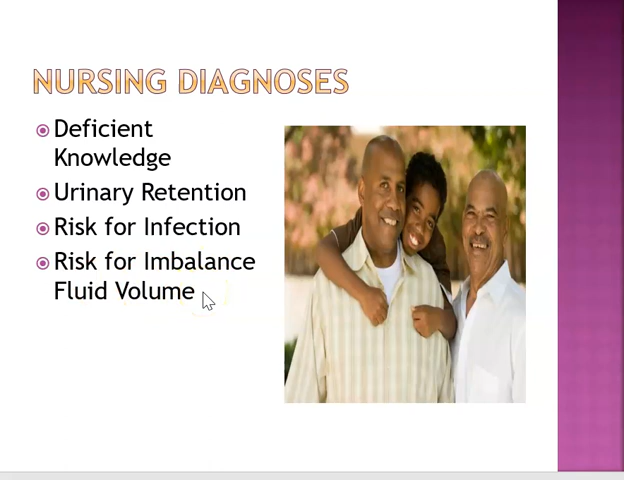 NURSING DIAGNOSES
Deficient
Knowledge
Urinary Retention
Risk for Infection
Risk for Imbalance
Fluid Volume